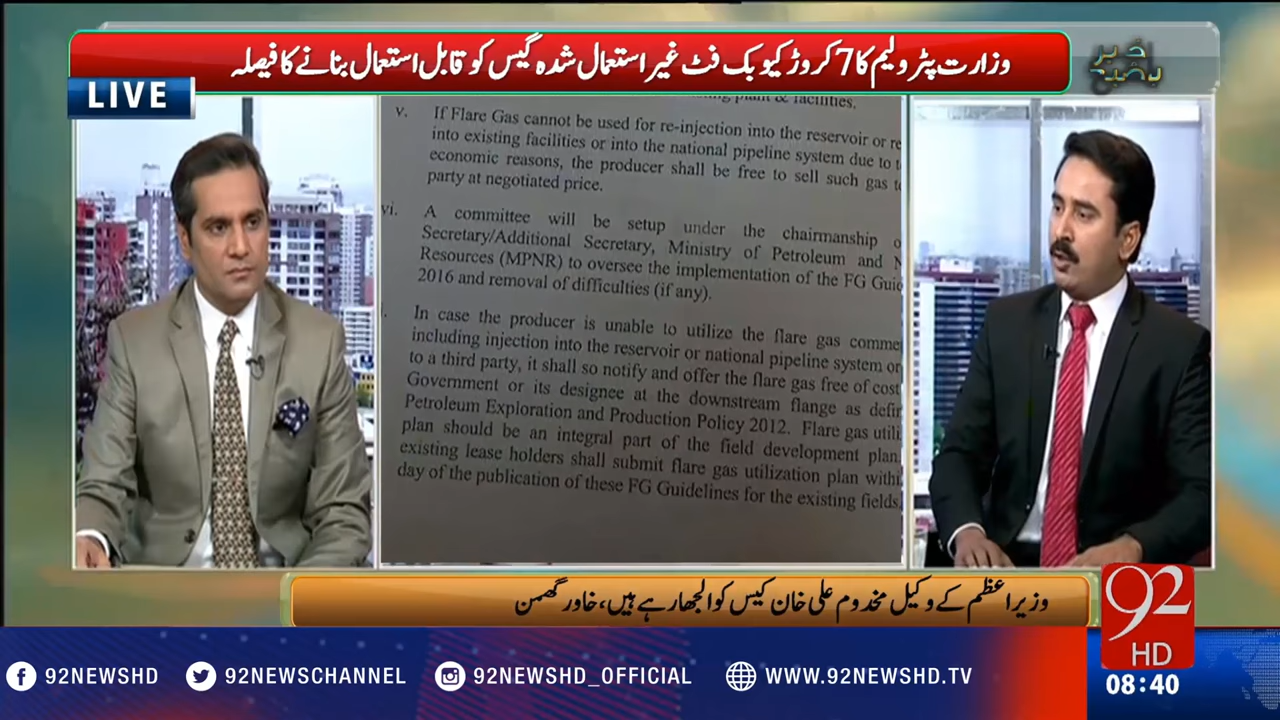 وزارت پٹرولیم کا 7 کروڑ کیوبک فٹ غیر استعمال شدہ گیس کو قابل استعمال بنانے کا فیصلہ
LIVE
plant & facilities.
v. If Flare Gas cannot be used for re-injection into the reservoir or re
into existing facilities or into the national pipeline system due to
economic reasons, the producer shall be free to sell such gas
party at negotiated price.
vi. A committee will be setup under the chairmanship
Secretary/Additional Secretary, Ministry of Petroleum and N
Resources (MPNR) to oversee the implementation of the FG Guid
2016 and removal of difficulties (if any).
In case the producer is unable to utilize the flare gas comme
including injection into the reservoir or national pipeline system or
to a third party, it shall so notify and offer the flare gas free of cost
Government or its designee at the downstream flange as defin
Petroleum Exploration and Production Policy 2012. Flare gas utili
plan should be an integral part of the field development plan.
existing lease holders shall submit flare gas utilization plan withi
day of the publication of these FG Guidelines for the existing fields,
وزیراعظم کے وکیل مخدوم علی خان کیس کو الجھا رہے ہیں، خاور گھمن
92
HD
08:40
92NEWSHD
92NEWSCHANNEL
92NEWSHD_OFFICIAL
WWW.92NEWSHD.TV